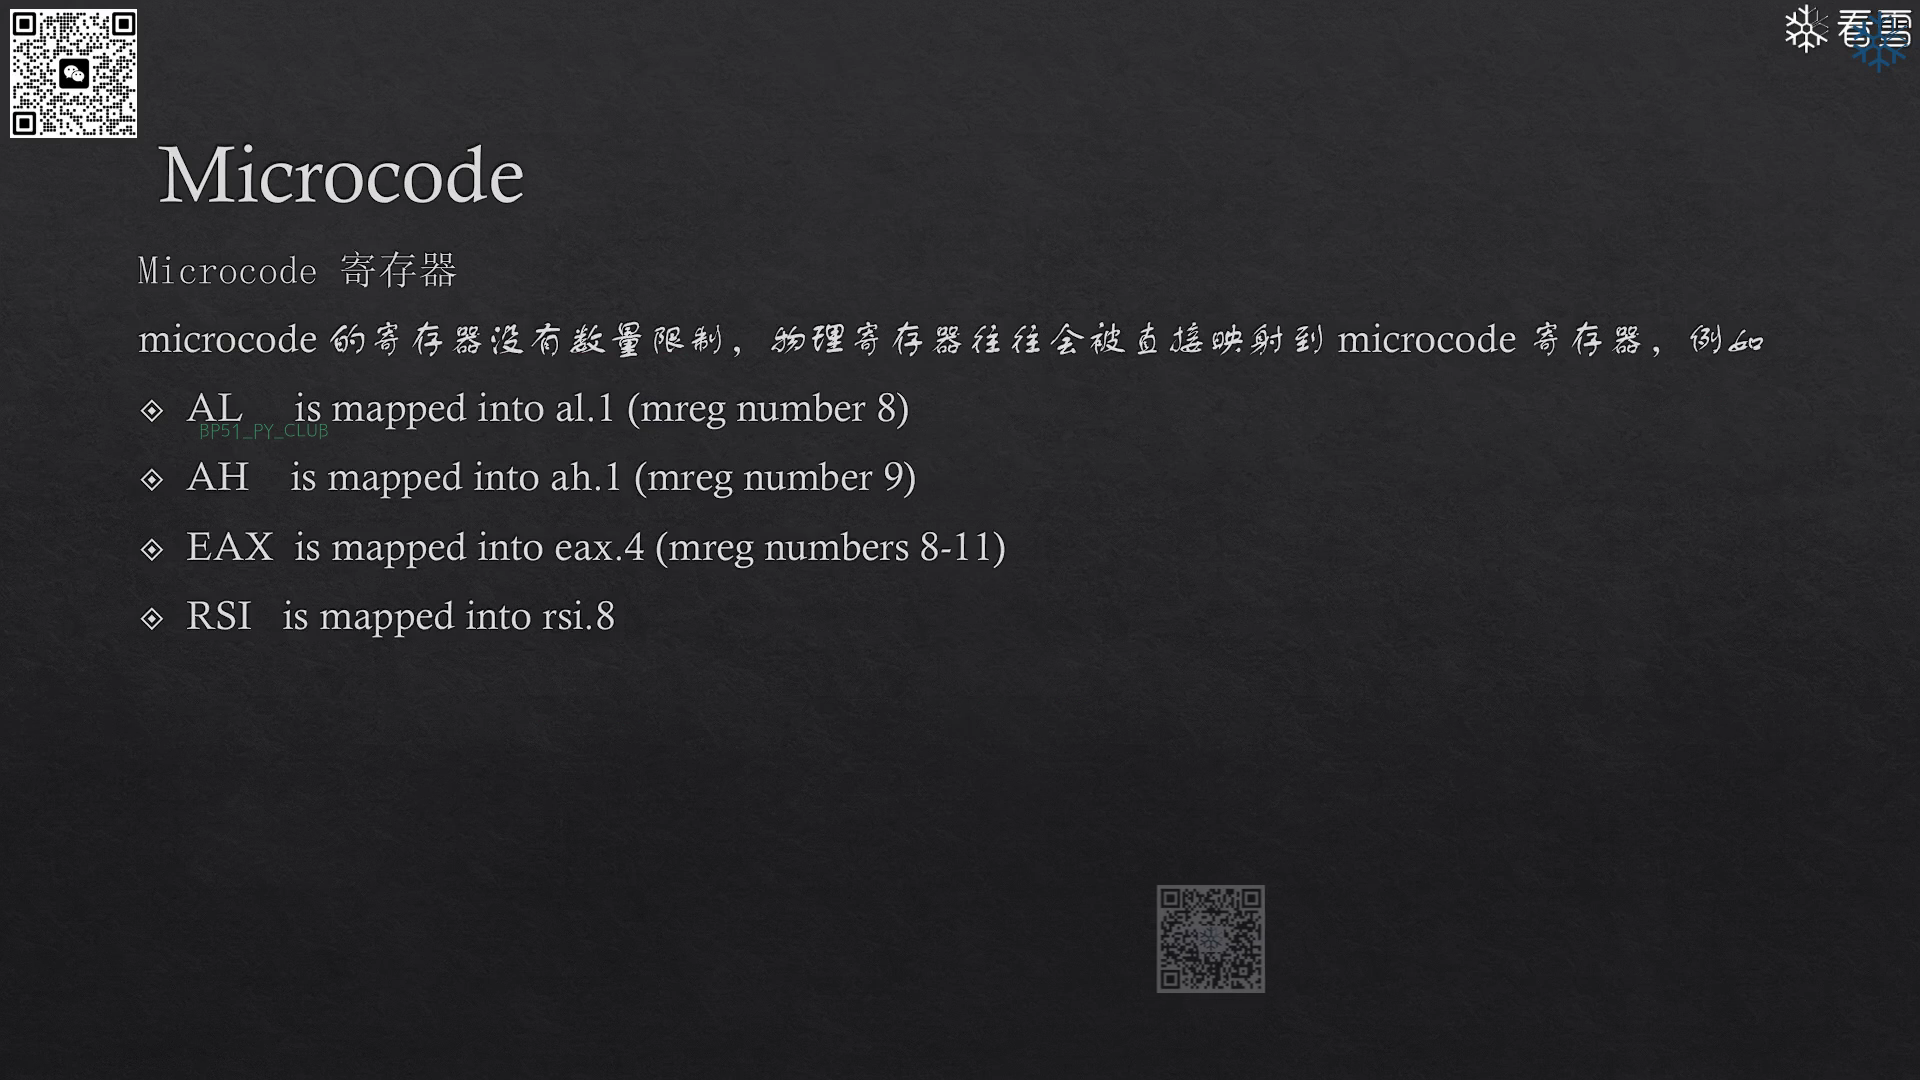 看雪
Microcode
Microcode 寄存器
microcode 的寄存器没有数量限制，物理寄存器往往会被直接映射到 microcode 寄存器，例如
AL is mapped into al.1 (mreg number 8)
BP51_PY_CLUB
AH is mapped into ah.1 (mreg number 9)
EAX is mapped into eax.4 (mreg numbers 8-11)
RSI is mapped into rsi.8